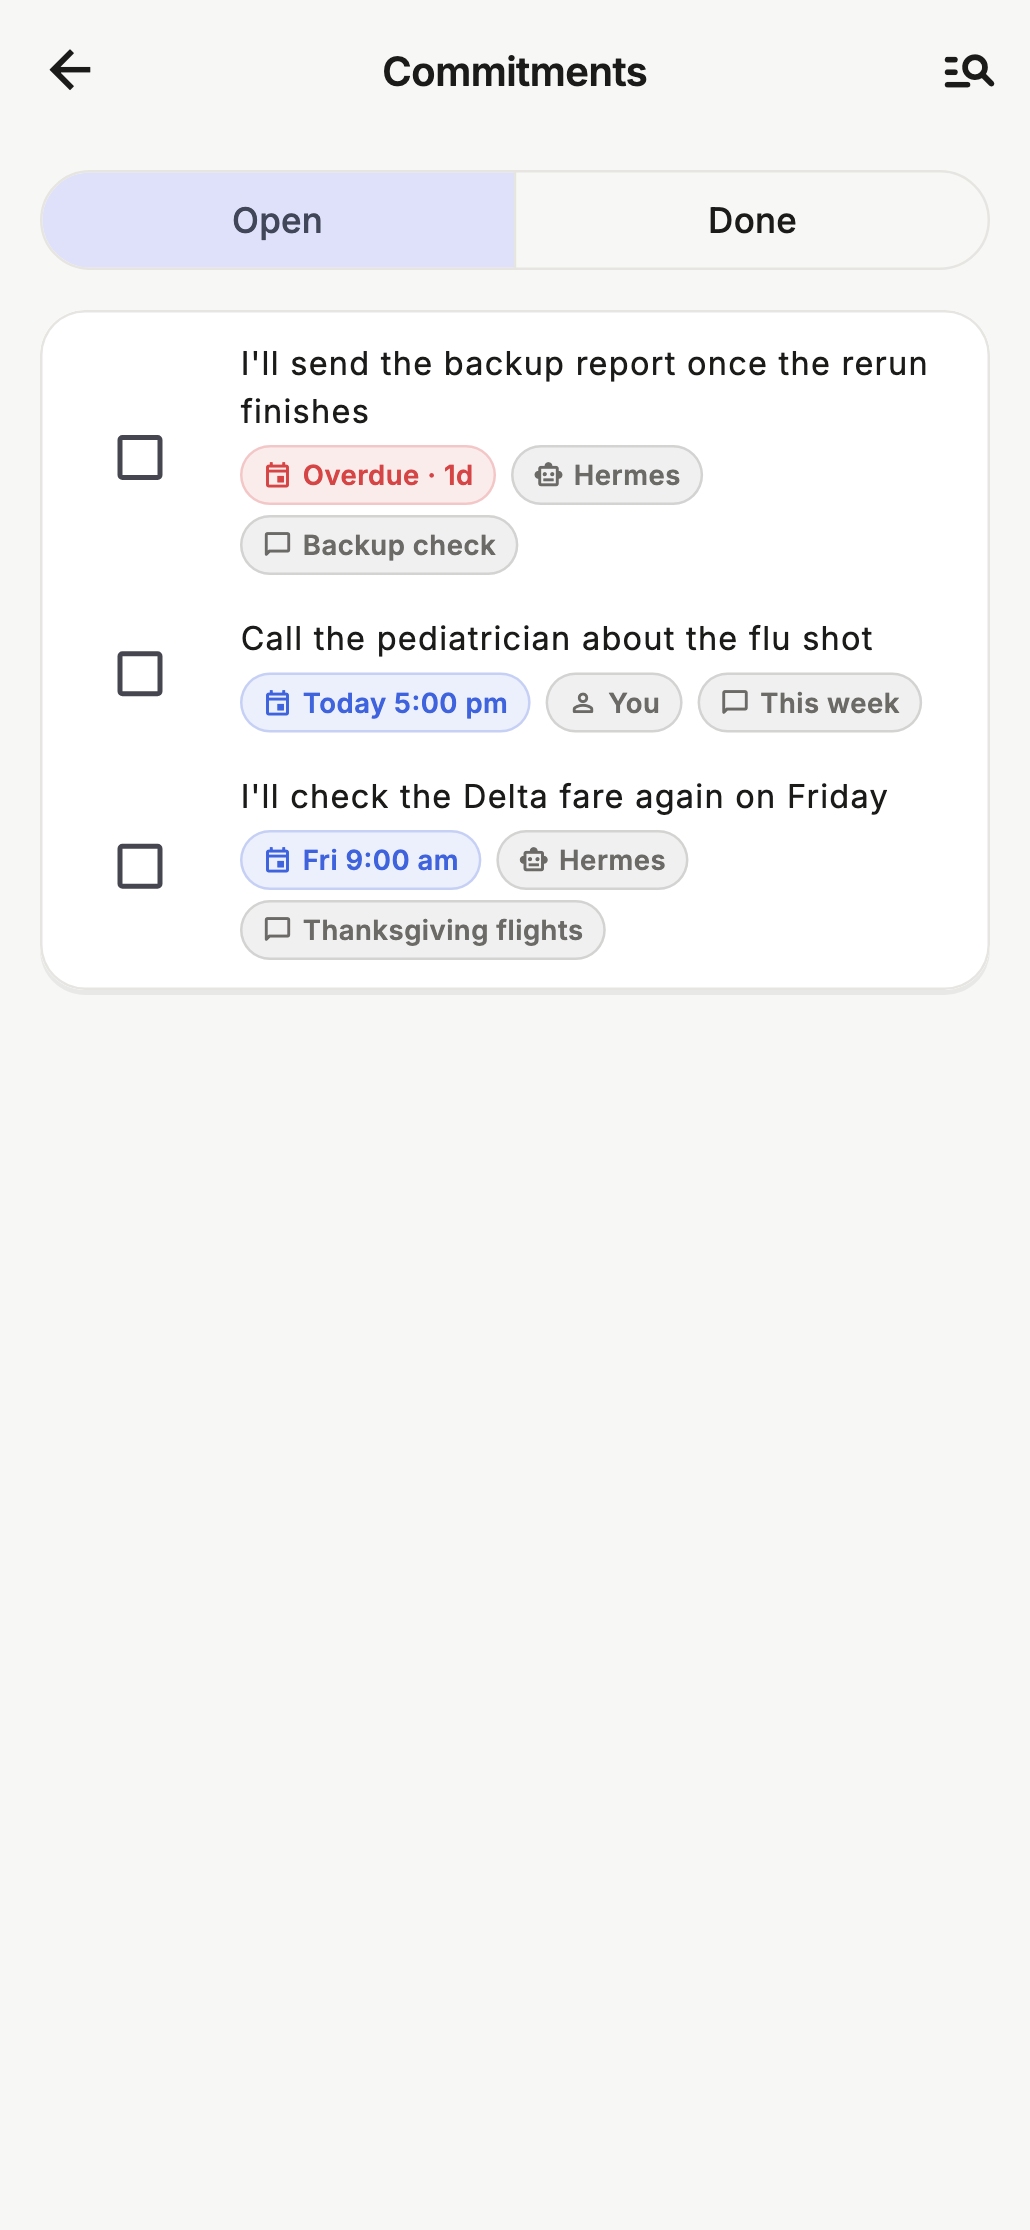 Commitments
Open
Done
I'll send the backup report once the rerun
finishes
Overdue · 1d
Hermes
Backup check
Call the pediatrician about the flu shot
Today 5:00 pm
You
This week
I'll check the Delta fare again on Friday
Fri 9:00 am
Hermes
Thanksgiving flights